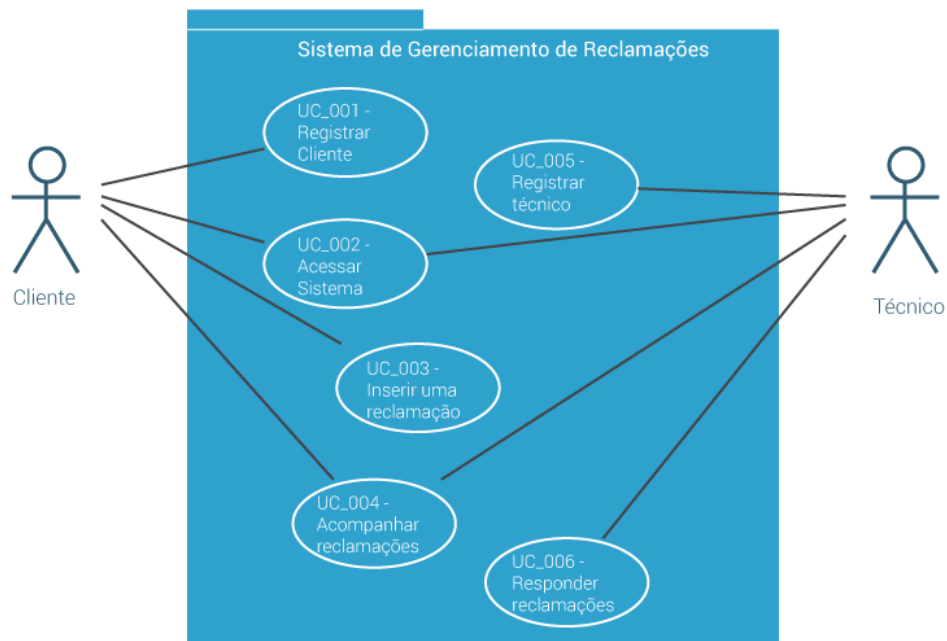 Sistema de Gerenciamento de Reclamações
UC_001 -
Registrar
Cliente
UC_005 -
Registrar
técnico
UC_002 -
Acessar
Sistema
Cliente
Técnico
UC_003 -
Inserir uma
reclamação
UC_004 -
Acompanhar
reclamações
UC_006 -
Responder
reclamações